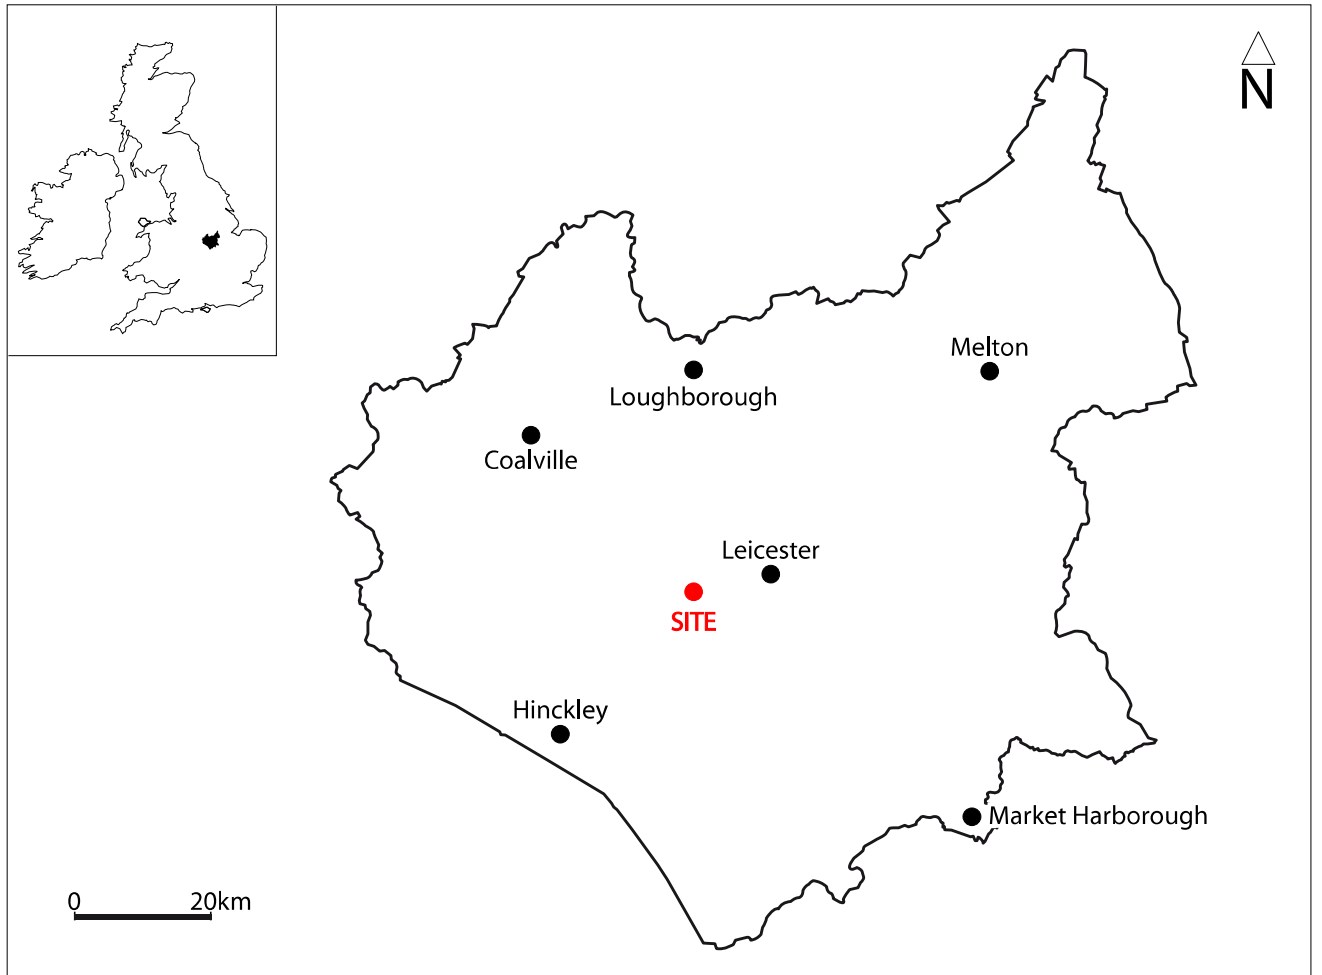 N
Melton
Loughborough
Coalville
Leicester
SITE
Hinckley
Market Harborough
0 20km